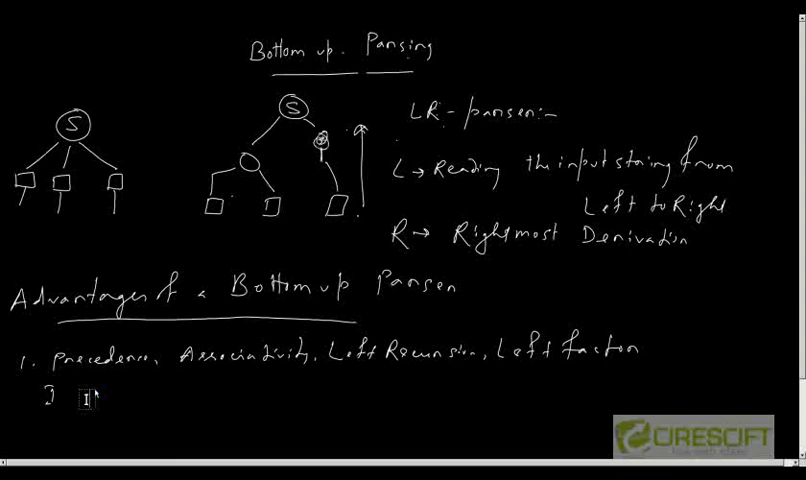 Bottom up. Parsing
S
S
LR - parser:-
L → Reading the input string from
Left to Right
R → Rightmost Derivation
Advantages of a Bottom up Parser
1. Precedence, Associativity, Left Recursion, Left factor
CIRESCIFT